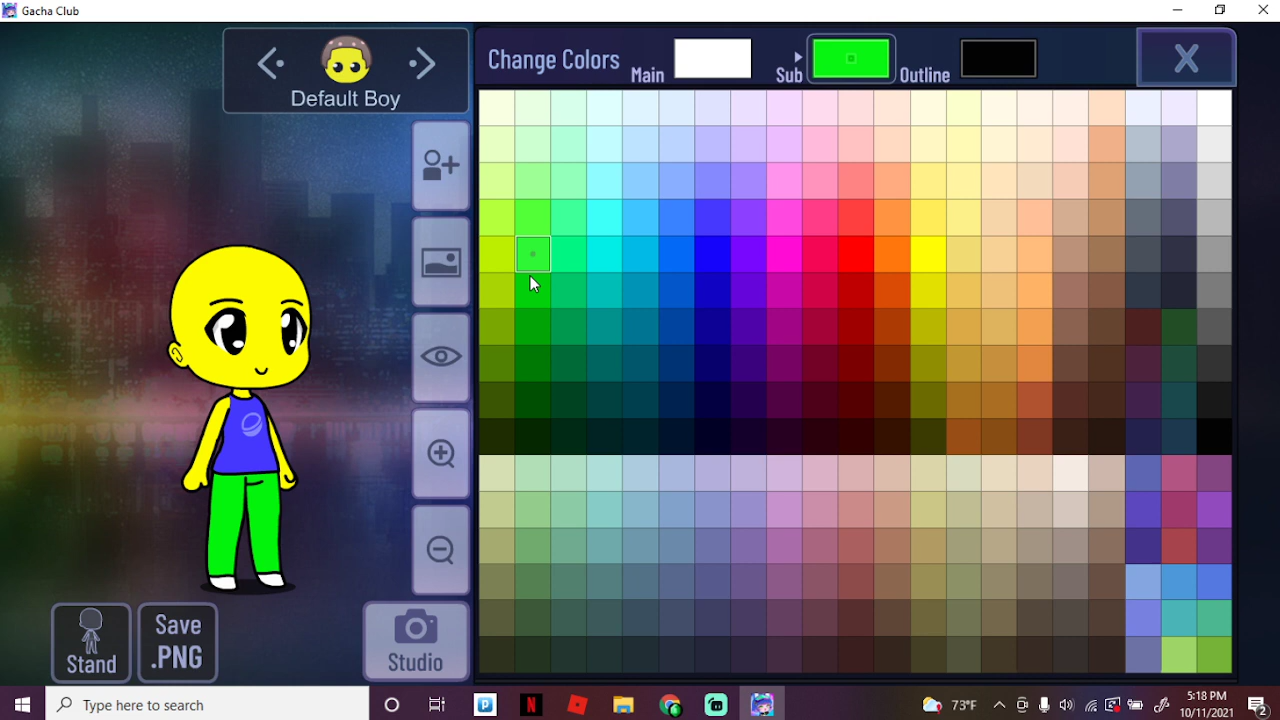 Gacha Club
Default Boy
Change Colors
Main
Sub
Outline
X
Stand
Save
.PNG
Studio
Type here to search
73°F
5:18 PM
10/11/2021
2